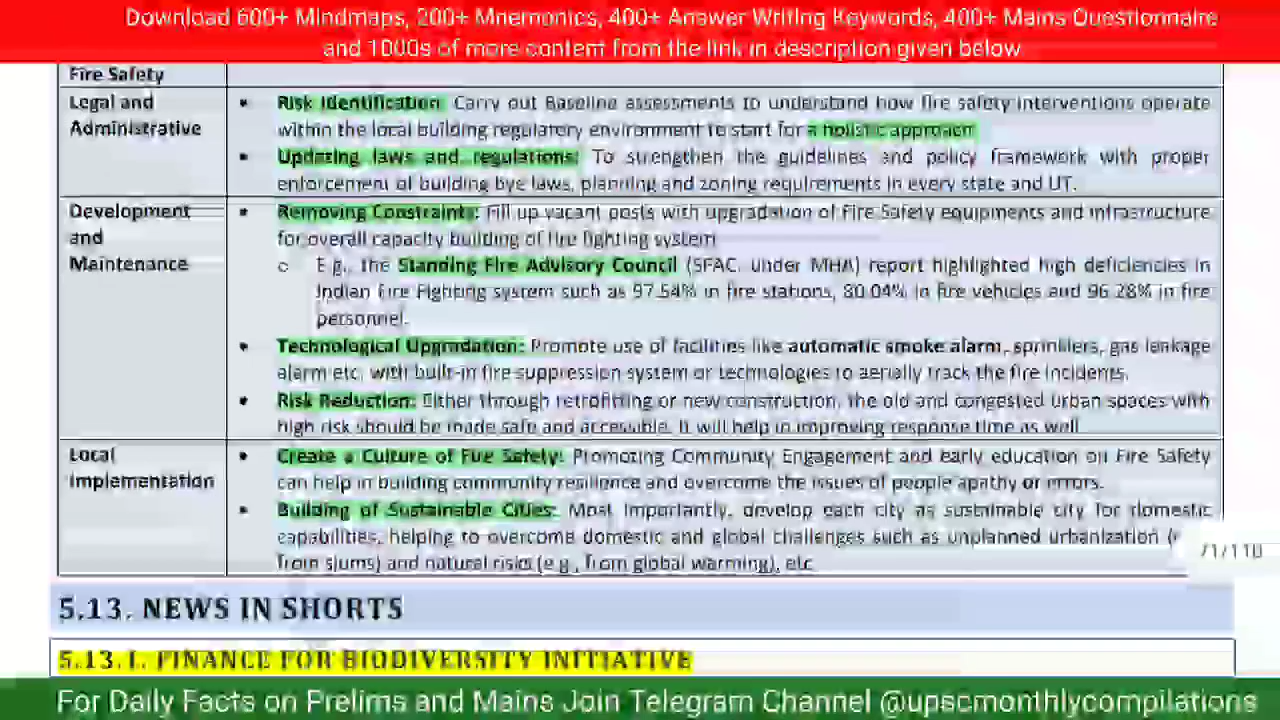 Download 600+ Mindmaps, 200+ Mnemonics, 400+ Answer Writing Keywords, 400+ Mains Questionnaire
and 1000s of more content from the link in description given below
Fire Safety
Legal and
Administrative
• Risk Identification: Carry out Baseline assessments to understand how fire safety interventions operate
within the local building regulatory environment to start for a holistic approach.
• Updating laws and regulations: To strengthen the guidelines and policy framework with proper
enforcement of building bye laws, planning and zoning requirements in every state and UT.
Development
and
Maintenance
• Removing Constraints: Fill up vacant posts with upgradation of Fire Safety equipments and infrastructure
for overall capacity building of fire fighting system
o E.g., the Standing Fire Advisory Council (SFAC, under MHA) report highlighted high deficiencies in
Indian Fire Fighting system such as 97.54% in fire stations, 80.04% in fire vehicles and 96.28% in fire
personnel.
• Technological Upgradation: Promote use of facilities like automatic smoke alarm, sprinklers, gas leakage
alarm etc. with built-in fire suppression system or technologies to aerially track the fire incidents.
• Risk Reduction: Either through retrofitting or new construction, the old and congested urban spaces with
high risk should be made safe and accessible. It will help in improving response time as well
Local
Implementation
• Create a Culture of Fire Safety: Promoting Community Engagement and early education on Fire Safety
can help in building community resilience and overcome the issues of people apathy or errors.
• Building of Sustainable Cities: Most importantly, develop each city as sustainable city for domestic
capabilities, helping to overcome domestic and global challenges such as unplanned urbanization (
from slums) and natural risks (e.g., from global warming), etc.
71/110
5.13. NEWS IN SHORTS
5.13.1. FINANCE FOR BIODIVERSITY INITIATIVE
For Daily Facts on Prelims and Mains Join Telegram Channel @upscmonthlycompilations